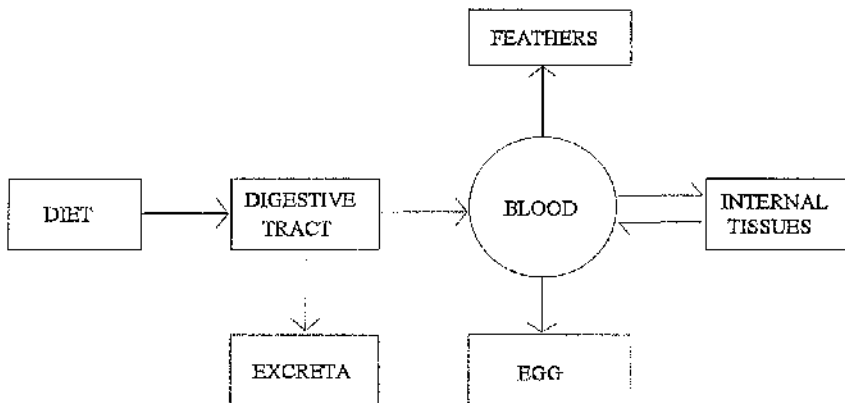 FEATHERS
DIET
DIGESTIVE
TRACT
BLOOD
INTERNAL
TISSUES
EXCRETA
EGG